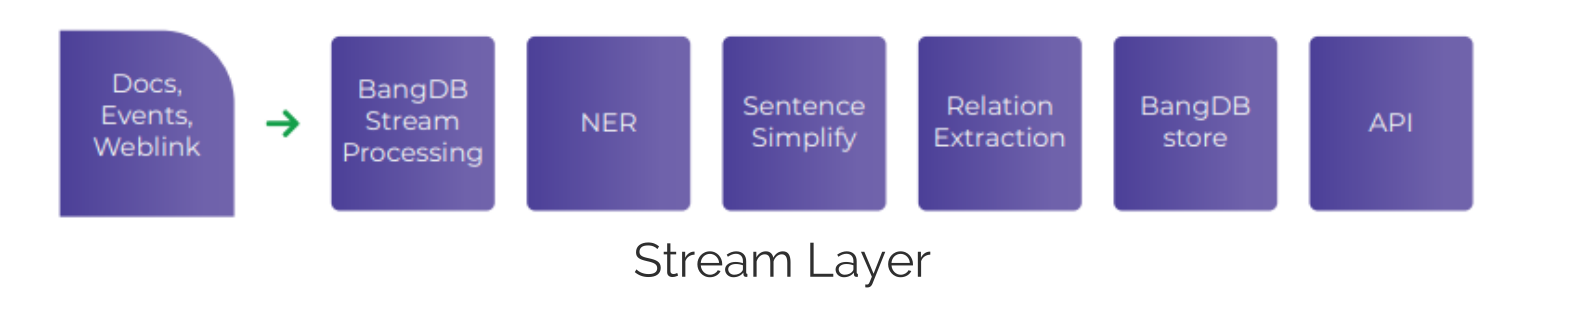 Docs,
Events,
Weblink
BangDB
Stream
Processing
NER
Sentence
Simplify
Relation
Extraction
BangDB
store
API
Stream Layer